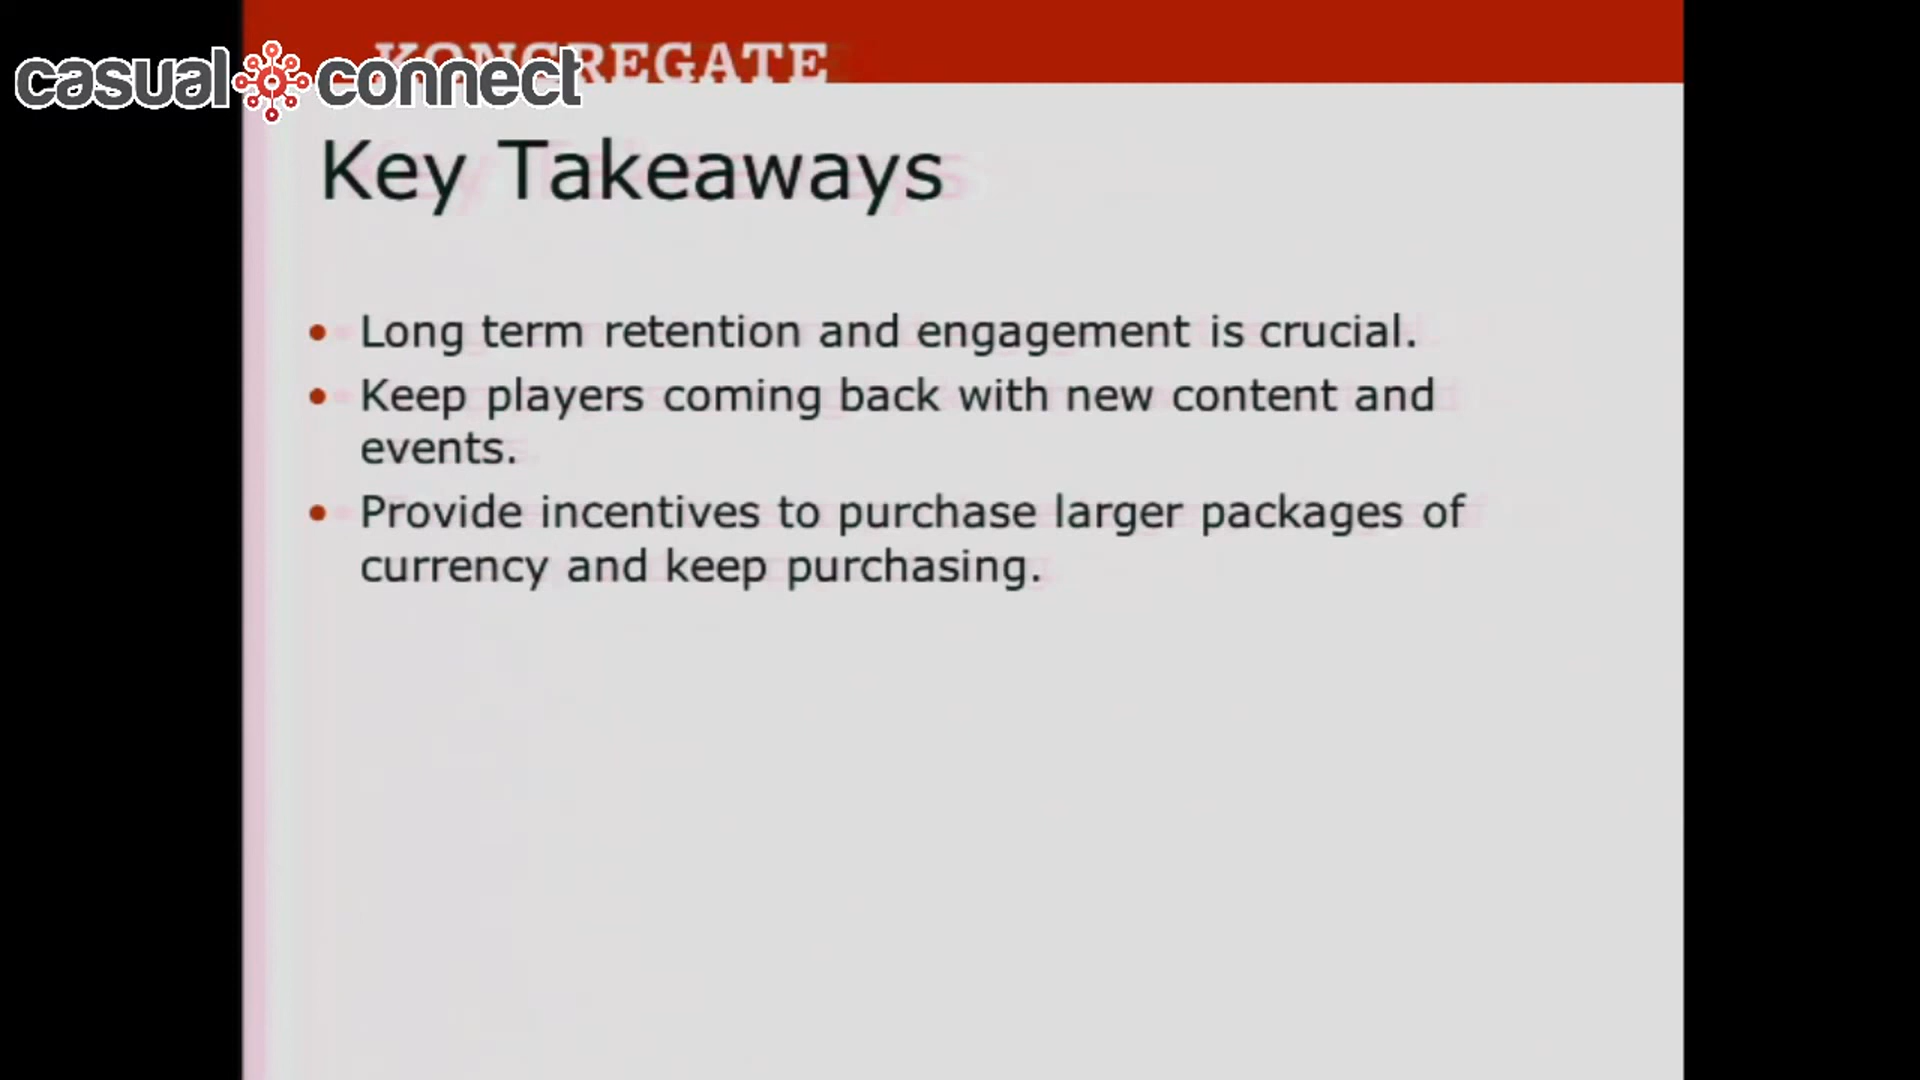 KONGREGATE
casual connect
Key Takeaways
• Long term retention and engagement is crucial.
• Keep players coming back with new content and
events.
• Provide incentives to purchase larger packages of
currency and keep purchasing.